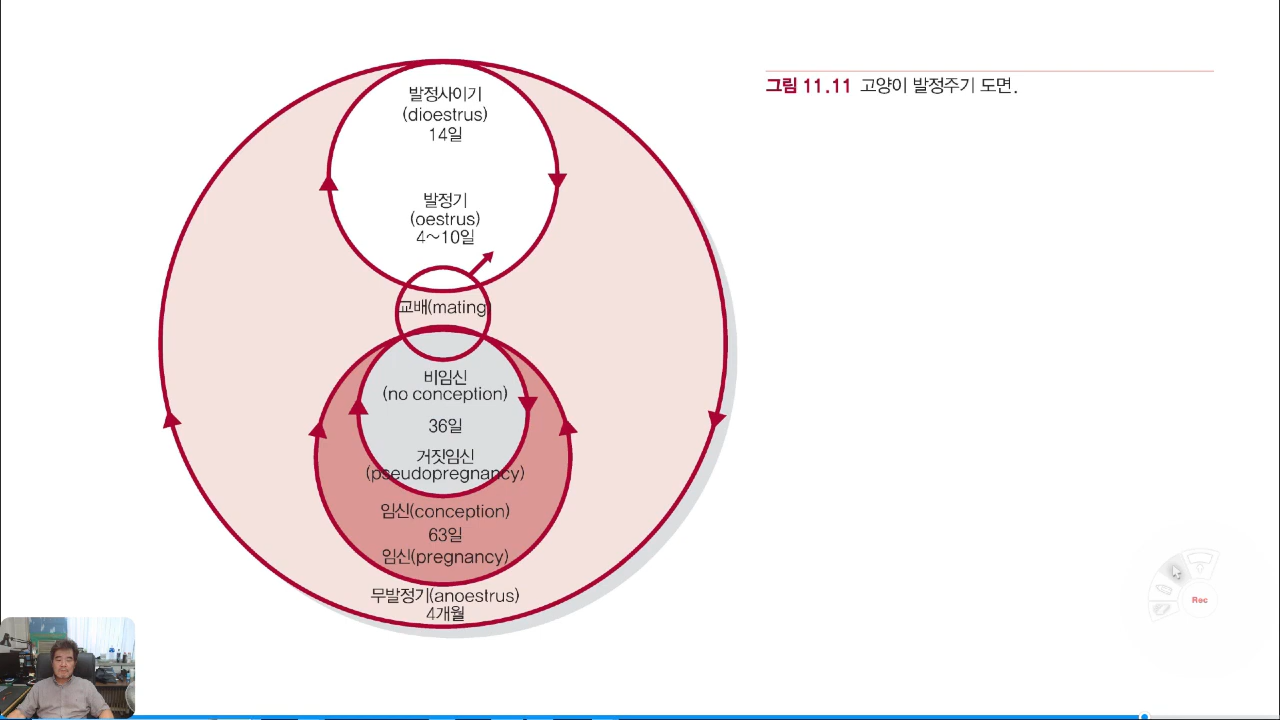 그림 11.11 고양이 발정주기 도면.
발정사이기
(dioestrus)
14일
발정기
(oestrus)
4~10일
교배(mating)
비임신
(no conception)
36일
거짓임신
(pseudopregnancy)
임신(conception)
63일
임신(pregnancy)
무발정기(anoestrus)
4개월
Rec